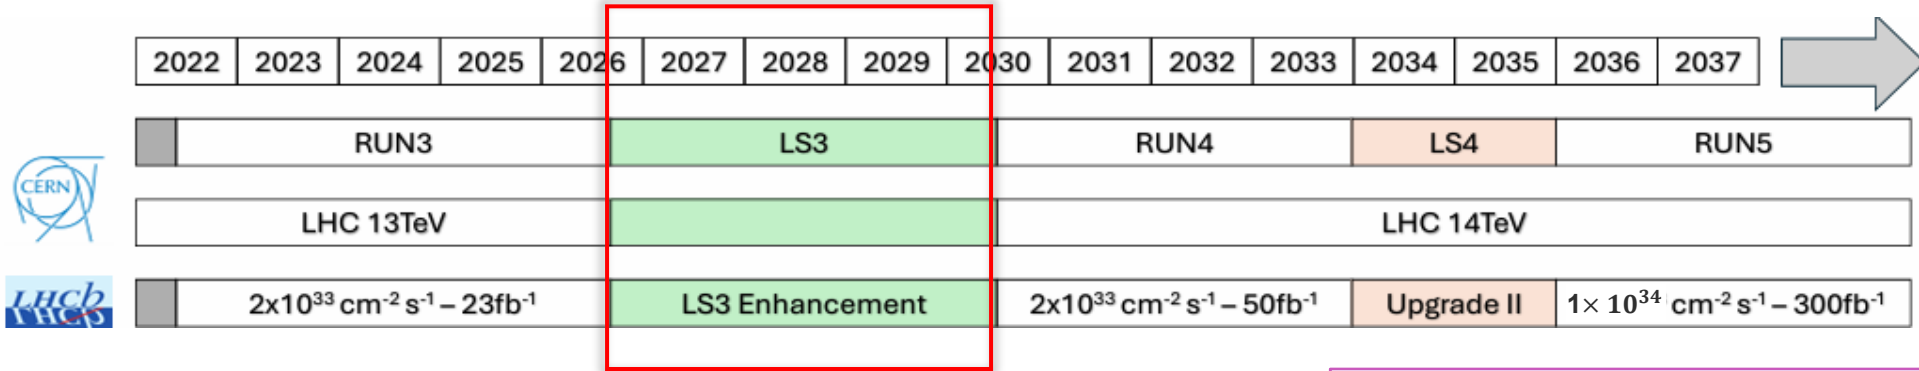 2022 2023 2024 2025 2026 2027 2028 2029 2030 2031 2032 2033 2034 2035 2036 2037
RUN3 LS3 RUN4 LS4 RUN5
CERN
LHC 13TeV LHC 14TeV
LHCb 2x10³³ cm⁻² s⁻¹ – 23fb⁻¹ LS3 Enhancement 2x10³³ cm⁻² s⁻¹ – 50fb⁻¹ Upgrade II 1× 10³⁴ cm⁻² s⁻¹ – 300fb⁻¹